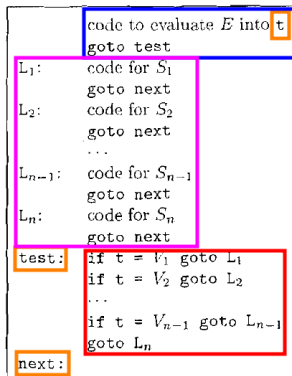 code to evaluate E into t
goto test
L₁: code for S₁
goto next
L₂: code for S₂
goto next
...
Lₙ₋₁: code for Sₙ₋₁
goto next
Lₙ: code for Sₙ
goto next
test: if t = V₁ goto L₁
if t = V₂ goto L₂
...
if t = Vₙ₋₁ goto Lₙ₋₁
goto Lₙ
next: